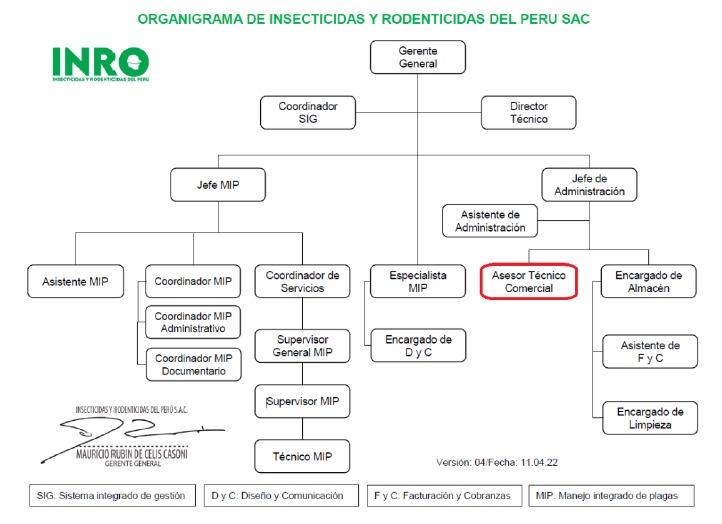 ORGANIGRAMA DE INSECTICIDAS Y RODENTICIDAS DEL PERU SAC
INRO
INSECTICIDAS Y RODENTICIDAS DEL PERÚ
Gerente
General
Coordinador
SIG
Director
Técnico
Jefe MIP
Jefe de
Administración
Asistente de
Administración
Asistente MIP
Coordinador MIP
Coordinador de
Servicios
Especialista
MIP
Asesor Técnico
Comercial
Encargado de
Almacén
Coordinador MIP
Administrativo
Supervisor
General MIP
Encargado de
D y C
Asistente de
F y C
Coordinador MIP
Documentario
Supervisor MIP
Encargado de
Limpieza
Técnico MIP
INSECTICIDAS Y RODENTICIDAS DEL PERÚ S.A.C.
MAURICIO RUBIN DE CELIS CASONI
GERENTE GENERAL
Versión: 04/Fecha: 11.04.22
SIG: Sistema integrado de gestión
D y C: Diseño y Comunicación
F y C: Facturación y Cobranzas
MIP: Manejo integrado de plagas